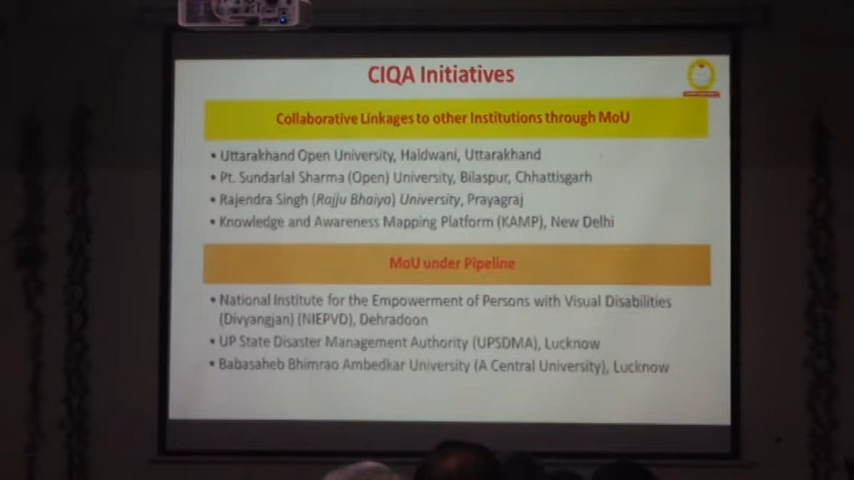 CIQA Initiatives
Collaborative Linkages to other Institutions through MoU
• Uttarakhand Open University, Haldwani, Uttarakhand
• Pt. Sundarlal Sharma (Open) University, Bilaspur, Chhattisgarh
• Rajendra Singh (Rajju Bhaiya) University, Prayagraj
• Knowledge and Awareness Mapping Platform (KAMP), New Delhi
MoU under Pipeline
• National Institute for the Empowerment of Persons with Visual Disabilities
(Divyangjan) (NIEPVD), Dehradoon
• UP State Disaster Management Authority (UPSDMA), Lucknow
• Babasaheb Bhimrao Ambedkar University (A Central University), Lucknow